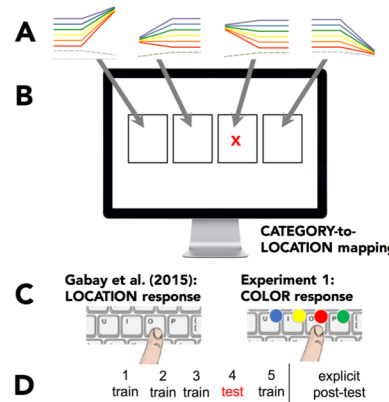 A
B
X
CATEGORY-to-
LOCATION mapping
Gabay et al. (2015): Experiment 1:
C LOCATION response COLOR response
U I O P [
U I O P [
D 1 2 3 4 5 explicit
train train train test train post-test